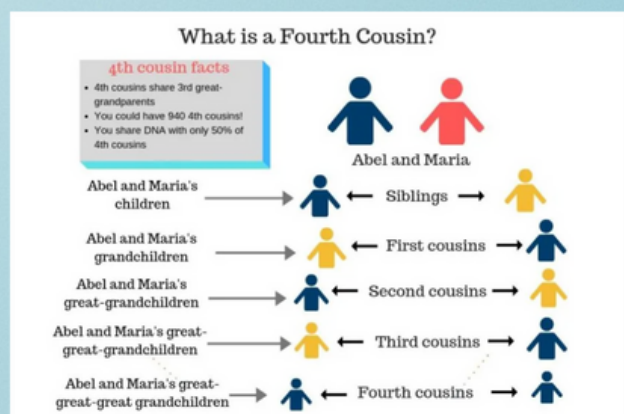 What is a Fourth Cousin?
4th cousin facts
• 4th cousins share 3rd great-
grandparents
• You could have 940 4th cousins!
• You share DNA with only 50% of
4th cousins
Abel and Maria
Abel and Maria's
children
Siblings
Abel and Maria's
grandchildren
First cousins
Abel and Maria's
great-grandchildren
Second cousins
Abel and Maria's great-
great-grandchildren
Third cousins
Abel and Maria's great-
great-great grandchildren
Fourth cousins